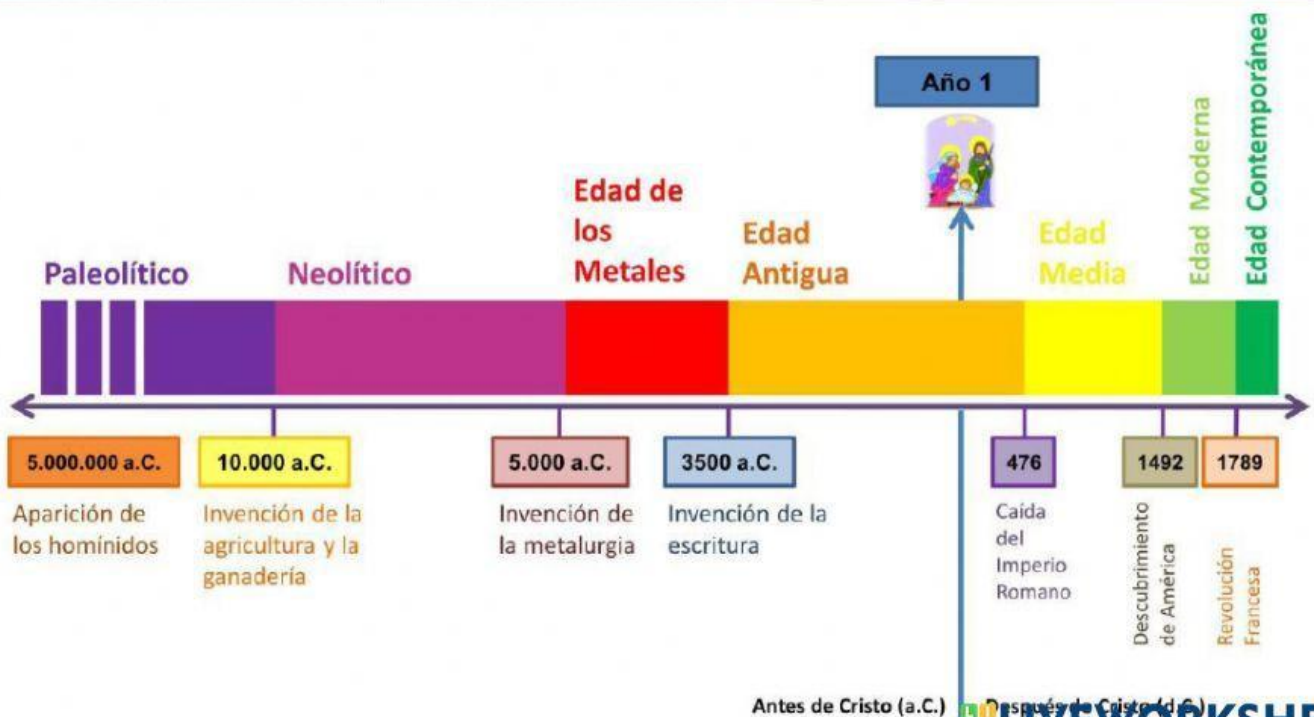 Año 1
Paleolítico
Neolítico
Edad de
los
Metales
Edad
Antigua
Edad
Media
Edad Moderna
Edad Contemporánea
5.000.000 a.C.
10.000 a.C.
5.000 a.C.
3500 a.C.
476
1492
1789
Aparición de
los homínidos
Invención de la
agricultura y la
ganadería
Invención de
la metalurgia
Invención de la
escritura
Caída
del
Imperio
Romano
Descubrimiento
de América
Revolución
Francesa
Antes de Cristo (a.C.)
Después de Cristo (d.C.)